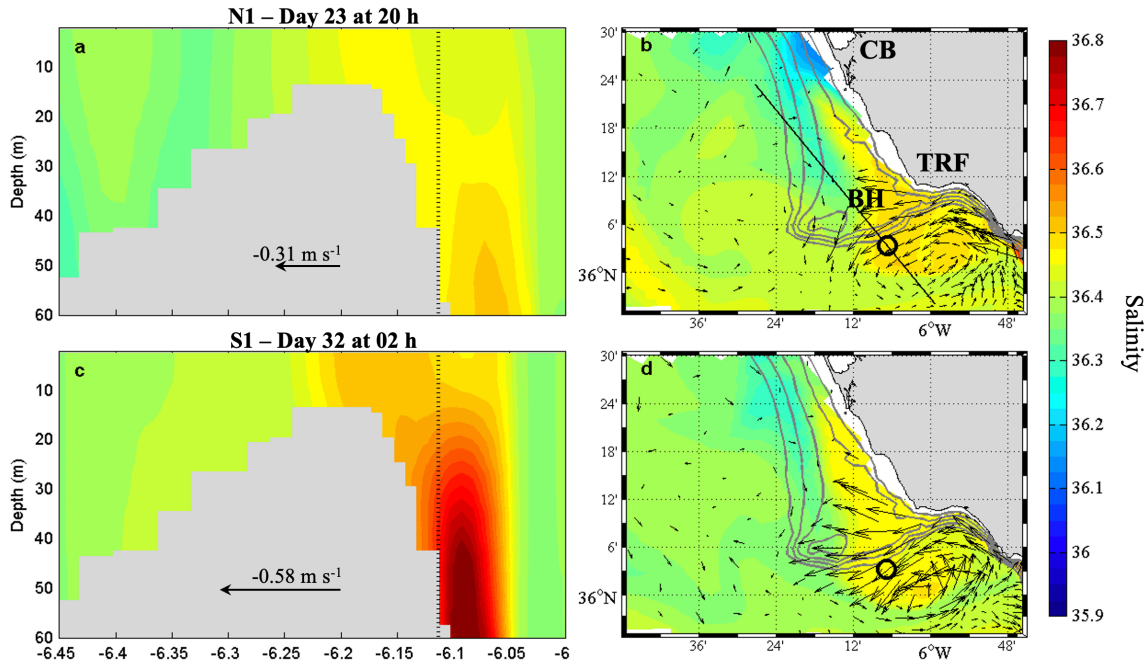 N1 – Day 23 at 20 h
a
10
20
30
40
50
60
Depth (m)
-0.31 m s⁻¹
b
CB
TRF
BH
30'
24'
18'
12'
6'
36°N
36'
24'
12'
6°W
48'
S1 – Day 32 at 02 h
c
10
20
30
40
50
60
Depth (m)
-0.58 m s⁻¹
-6.45
-6.4
-6.35
-6.3
-6.25
-6.2
-6.15
-6.1
-6.05
-6
d
30'
24'
18'
12'
6'
36°N
36'
24'
12'
6°W
48'
36.8
36.7
36.6
36.5
36.4
36.3
36.2
36.1
36
35.9
Salinity